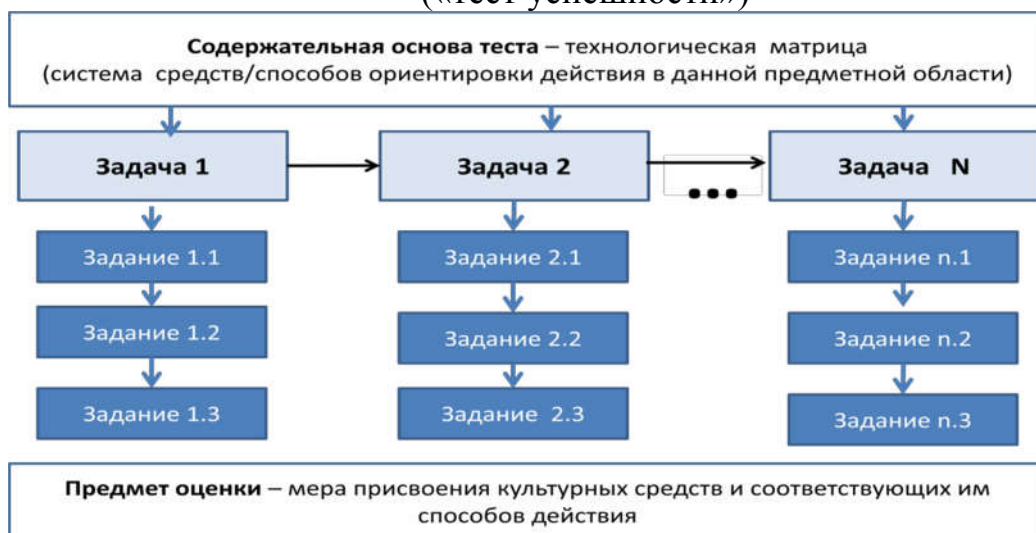 («тест успешности»)
Содержательная основа теста – технологическая матрица
(система средств/способов ориентировки действия в данной предметной области)
Задача 1
Задача 2
...
Задача N
Задание 1.1
Задание 2.1
Задание n.1
Задание 1.2
Задание 2.2
Задание n.2
Задание 1.3
Задание 2.3
Задание n.3
Предмет оценки – мера присвоения культурных средств и соответствующих им
способов действия